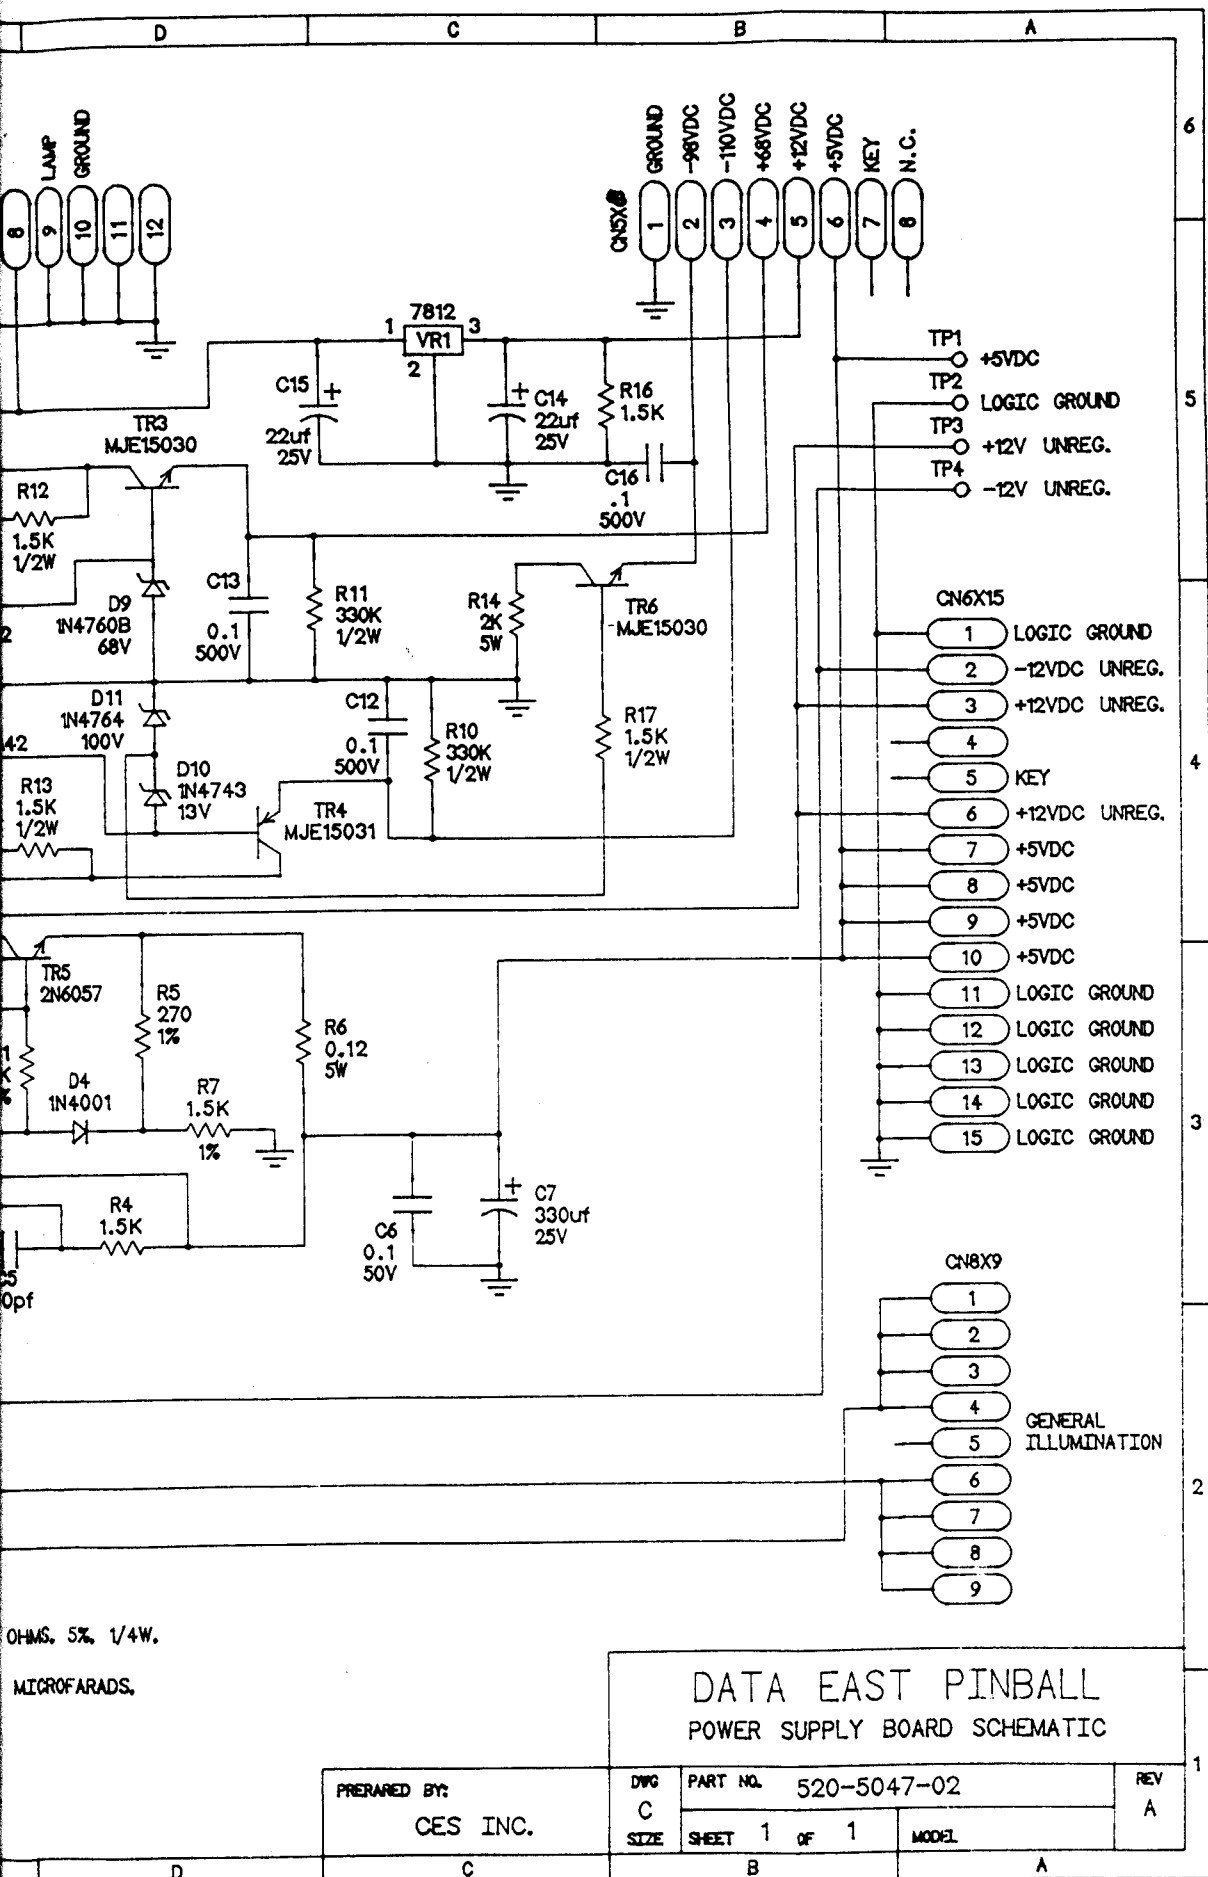 D C B A
6
LAMP
GROUND
8
9
10
11
12
CN5X8
GROUND
-98VDC
-110VDC
+68VDC
+12VDC
+5VDC
KEY
N.C.
1
2
3
4
5
6
7
8
7812
1 VR1 3
2
C15 +
22uf
25V
+ C14
22uf
25V
R16
1.5K
C16
.1
500V
TP1
+5VDC
TP2
LOGIC GROUND
TP3
+12V UNREG.
TP4
-12V UNREG.
5
TR3
MJE15030
R12
1.5K
1/2W
D9
1N4760B
68V
C13
0.1
500V
R11
330K
1/2W
R14
2K
5W
TR6
MJE15030
2
D11
1N4764
100V
42
D10
1N4743
13V
R13
1.5K
1/2W
C12
0.1
500V
R10
330K
1/2W
TR4
MJE15031
R17
1.5K
1/2W
CN6X15
1 LOGIC GROUND
2 -12VDC UNREG.
3 +12VDC UNREG.
4
5 KEY
6 +12VDC UNREG.
7 +5VDC
8 +5VDC
9 +5VDC
10 +5VDC
11 LOGIC GROUND
12 LOGIC GROUND
13 LOGIC GROUND
14 LOGIC GROUND
15 LOGIC GROUND
4
TR5
2N6057
R5
270
1%
R6
0.12
5W
1
K
%
D4
1N4001
R7
1.5K
1%
3
R4
1.5K
C6
0.1
50V
+ C7
330uf
25V
C5
0pf
CN8X9
1
2
3
4
5
6
7
8
9
GENERAL
ILLUMINATION
2
OHMS. 5%. 1/4W.
MICROFARADS.
DATA EAST PINBALL
POWER SUPPLY BOARD SCHEMATIC
1
PRERARED BY:
CES INC.
DWG
C
SIZE
PART NO. 520-5047-02
SHEET 1 OF 1
MODEL
REV
A
D C B A